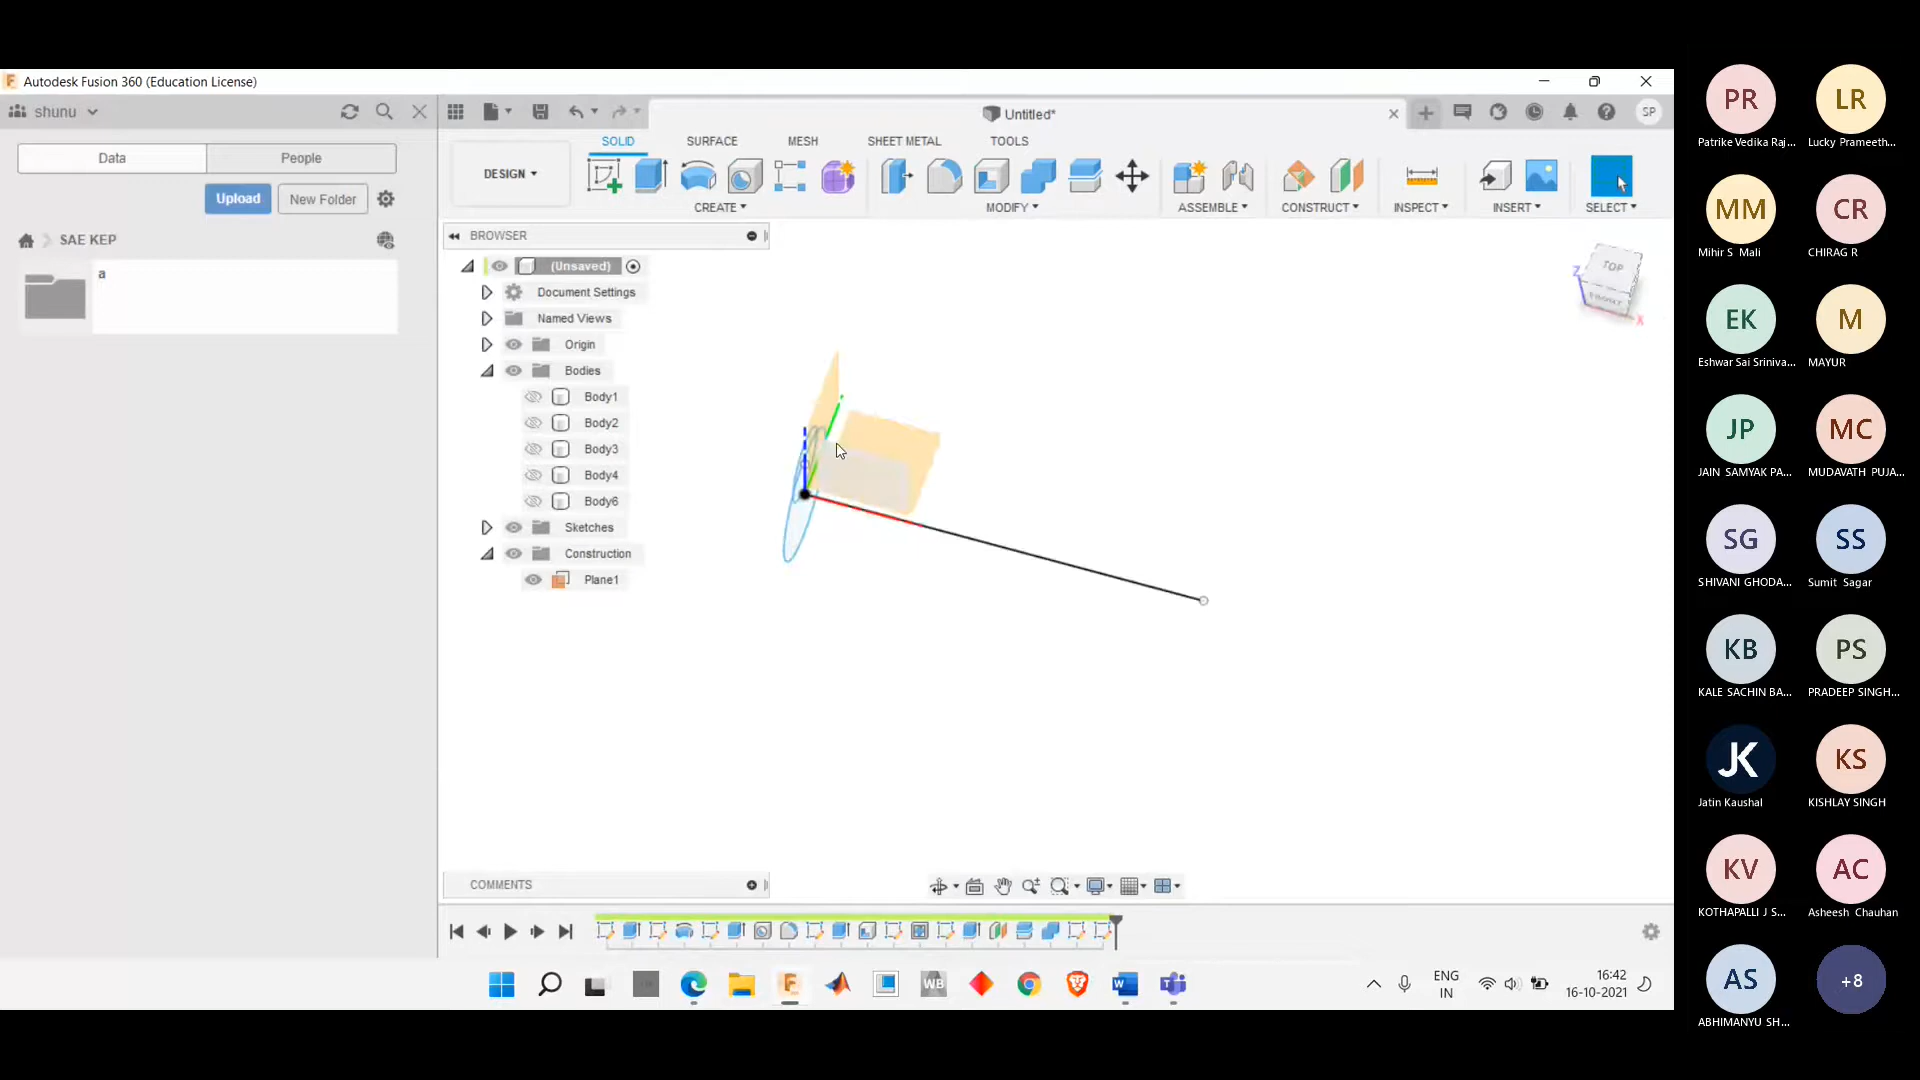 Autodesk Fusion 360 (Education License)
shunu
Untitled*
SP
Data
People
Upload
New Folder
SAE KEP
a
DESIGN
SOLID
SURFACE
MESH
SHEET METAL
TOOLS
CREATE
MODIFY
ASSEMBLE
CONSTRUCT
INSPECT
INSERT
SELECT
BROWSER
(Unsaved)
Document Settings
Named Views
Origin
Bodies
Body1
Body2
Body3
Body4
Body6
Sketches
Construction
Plane1
TOP
FRONT
Z
X
COMMENTS
WB
ENG
IN
16:42
16-10-2021
PR
Patrike Vedika Raj...
LR
Lucky Prameeth...
MM
Mihir S Mali
CR
CHIRAG R
EK
Eshwar Sai Sriniva...
M
MAYUR
JP
JAIN SAMYAK PA...
MC
MUDAVATH PUJA...
SG
SHIVANI GHODA...
SS
Sumit Sagar
KB
KALE SACHIN BA...
PS
PRADEEP SINGH...
JK
Jatin Kaushal
KS
KISHLAY SINGH
KV
KOTHAPALLI J S...
AC
Asheesh Chauhan
AS
ABHIMANYU SH...
+8